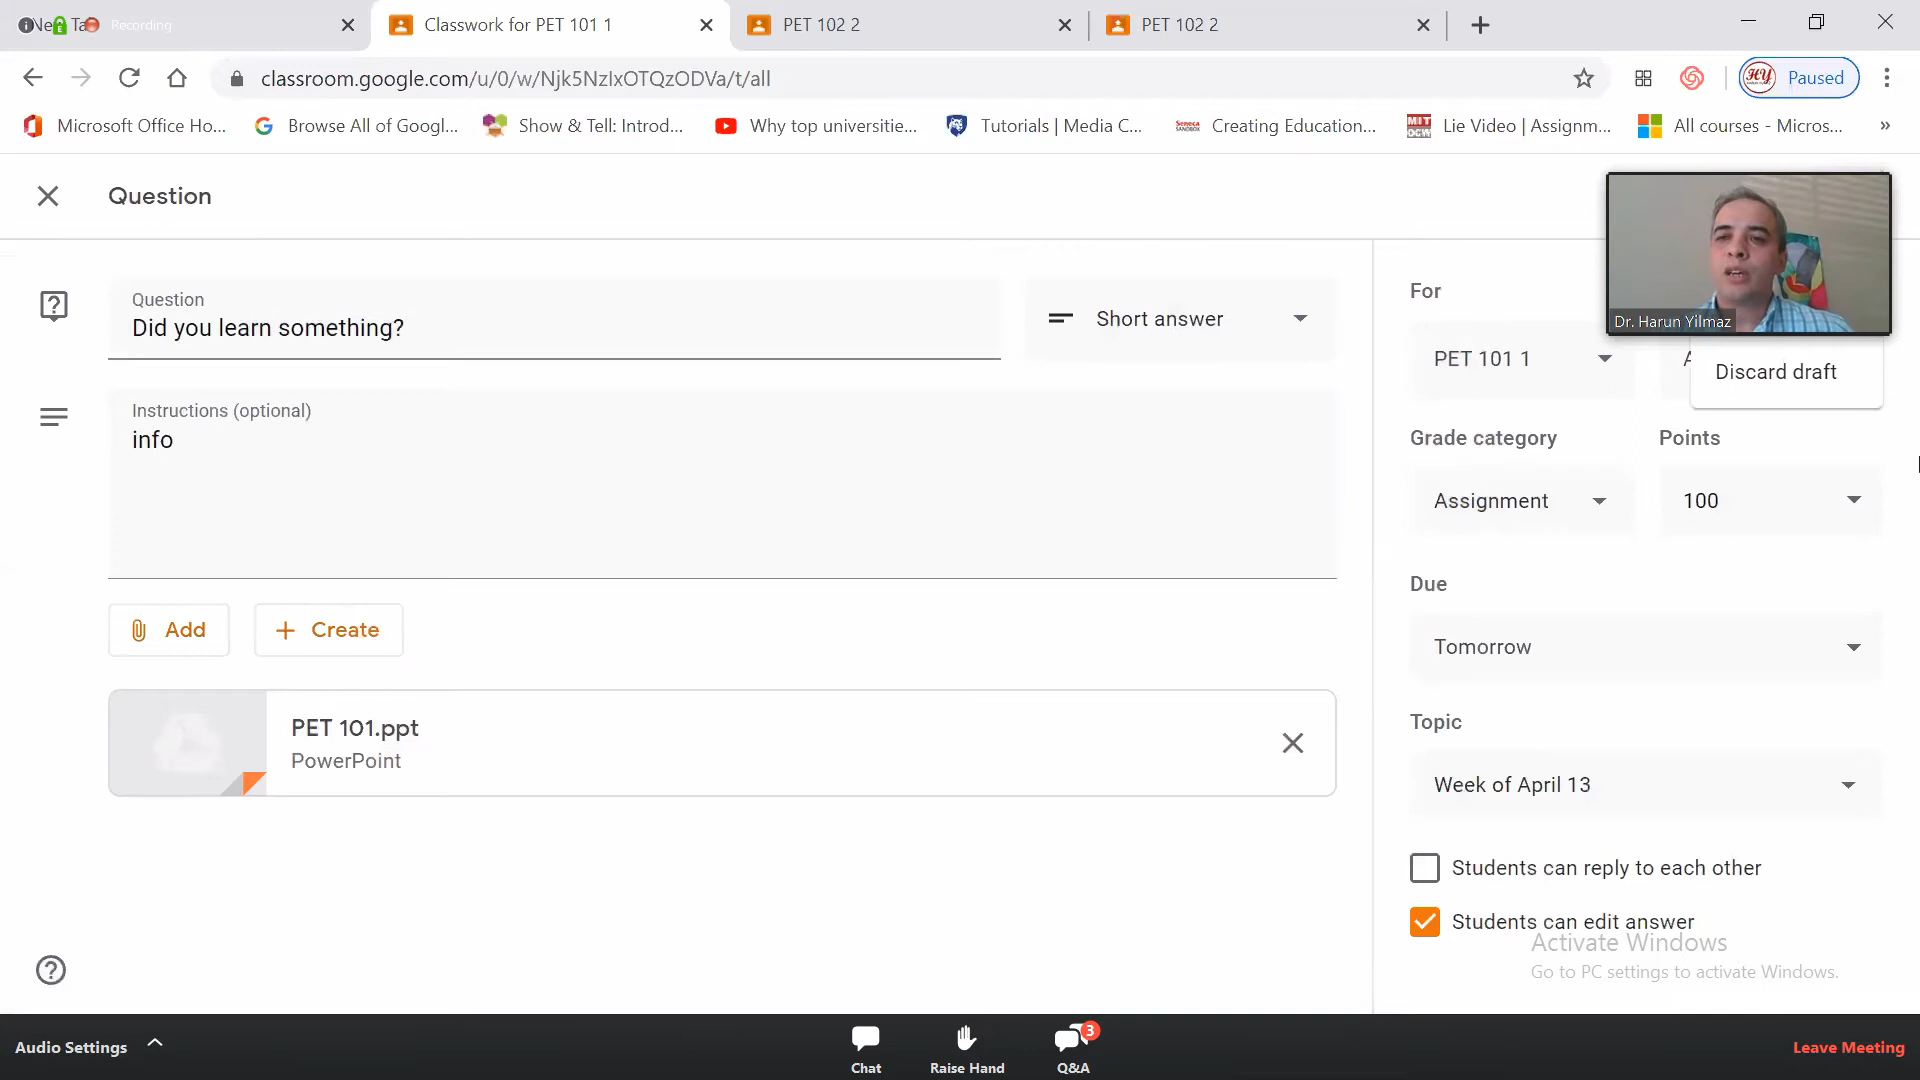 New Tab Recording
Classwork for PET 101 1
PET 102 2
PET 102 2
classroom.google.com/u/0/w/Njk5NzIxOTQzODVa/t/all
Paused
Microsoft Office Ho...
Browse All of Googl...
Show & Tell: Introd...
Why top universitie...
Tutorials | Media C...
Creating Education...
Lie Video | Assignm...
All courses - Micros...
Question
Dr. Harun Yilmaz
Question
Did you learn something?
Short answer
Instructions (optional)
info
Add
Create
PET 101.ppt
PowerPoint
For
PET 101 1
Discard draft
Grade category
Points
Assignment
100
Due
Tomorrow
Topic
Week of April 13
Students can reply to each other
Students can edit answer
Activate Windows
Go to PC settings to activate Windows.
Audio Settings
Chat
Raise Hand
3
Q&A
Leave Meeting